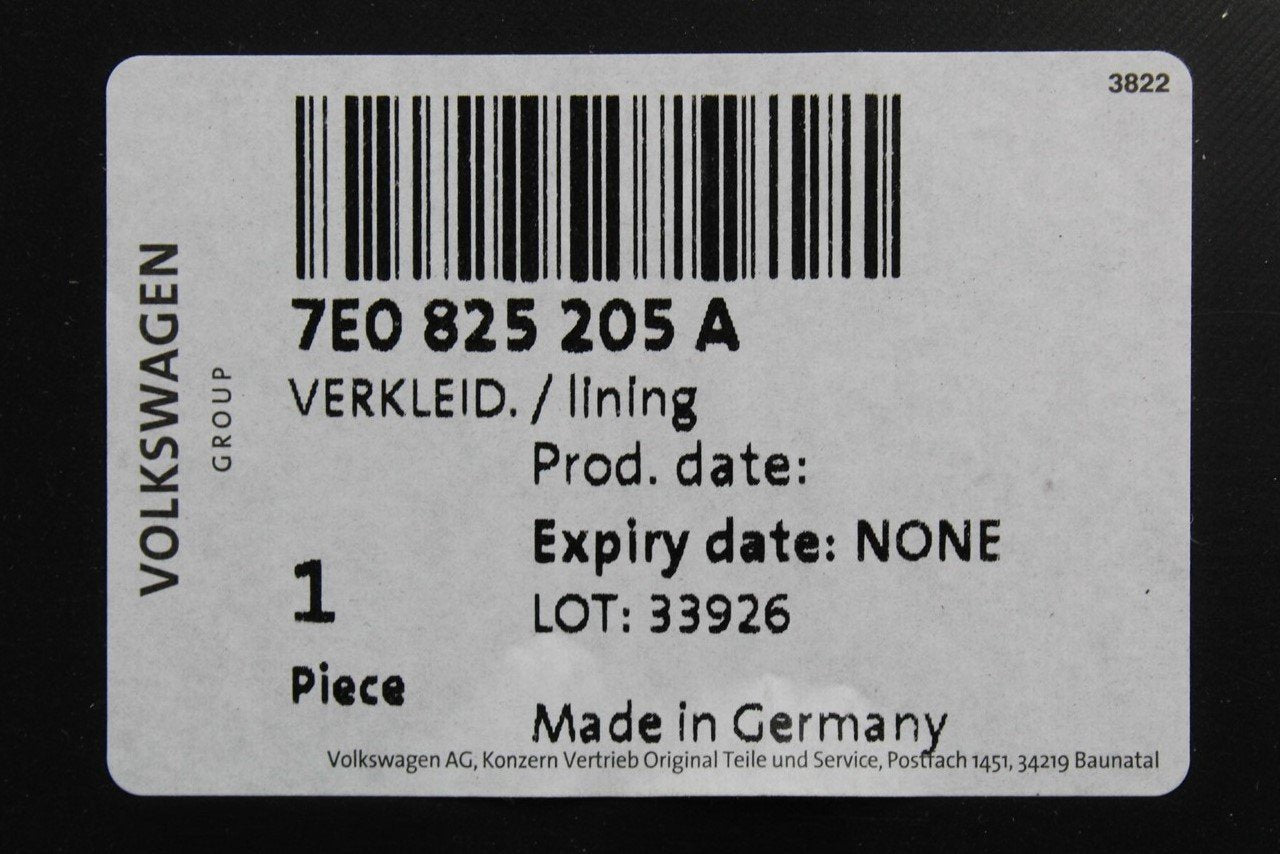 3822
VOLKSWAGEN
GROUP
7E0 825 205 A
VERKLEID. / lining
Prod. date:
Expiry date: NONE
1
LOT: 33926
Piece
Made in Germany
Volkswagen AG, Konzern Vertrieb Original Teile und Service, Postfach 1451, 34219 Baunatal